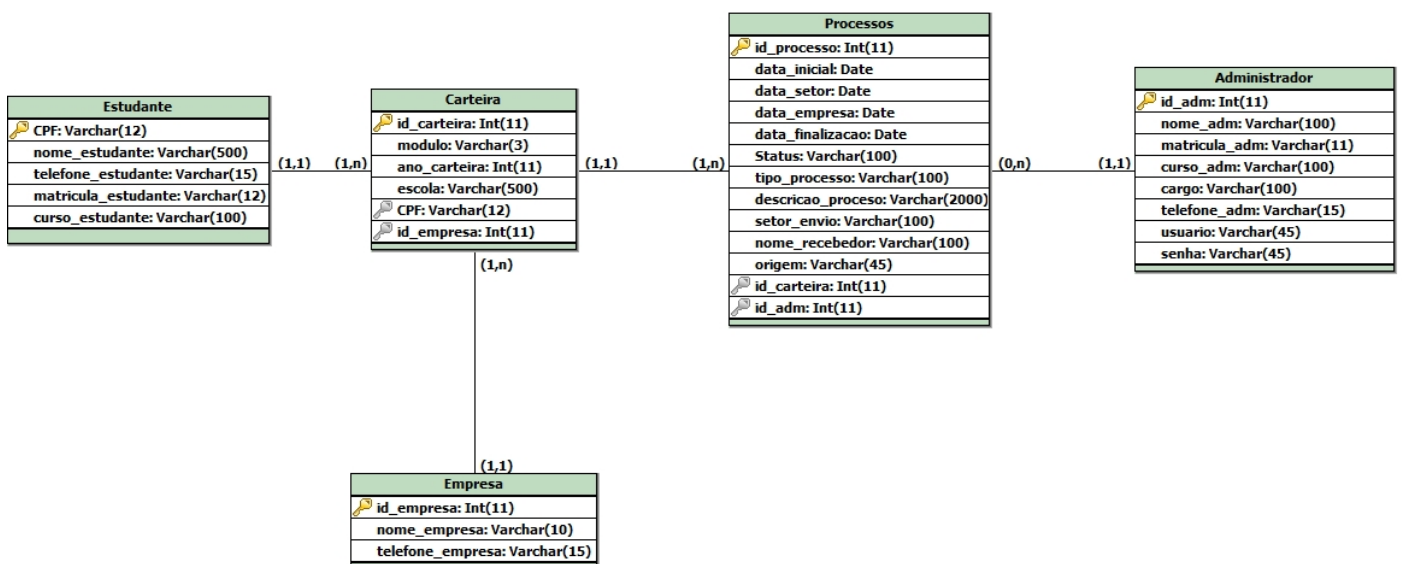 Estudante
CPF: Varchar(12)
nome_estudante: Varchar(500)
telefone_estudante: Varchar(15)
matricula_estudante: Varchar(12)
curso_estudante: Varchar(100)
(1,1)
(1,n)
Carteira
id_carteira: Int(11)
modulo: Varchar(3)
ano_carteira: Int(11)
escola: Varchar(500)
CPF: Varchar(12)
id_empresa: Int(11)
(1,1)
(1,n)
(1,n)
(1,1)
Processos
id_processo: Int(11)
data_inicial: Date
data_setor: Date
data_empresa: Date
data_finalizacao: Date
Status: Varchar(100)
tipo_processo: Varchar(100)
descricao_proceso: Varchar(2000)
setor_envio: Varchar(100)
nome_recebedor: Varchar(100)
origem: Varchar(45)
id_carteira: Int(11)
id_adm: Int(11)
(0,n)
(1,1)
Administrador
id_adm: Int(11)
nome_adm: Varchar(100)
matricula_adm: Varchar(11)
curso_adm: Varchar(100)
cargo: Varchar(100)
telefone_adm: Varchar(15)
usuario: Varchar(45)
senha: Varchar(45)
Empresa
id_empresa: Int(11)
nome_empresa: Varchar(10)
telefone_empresa: Varchar(15)